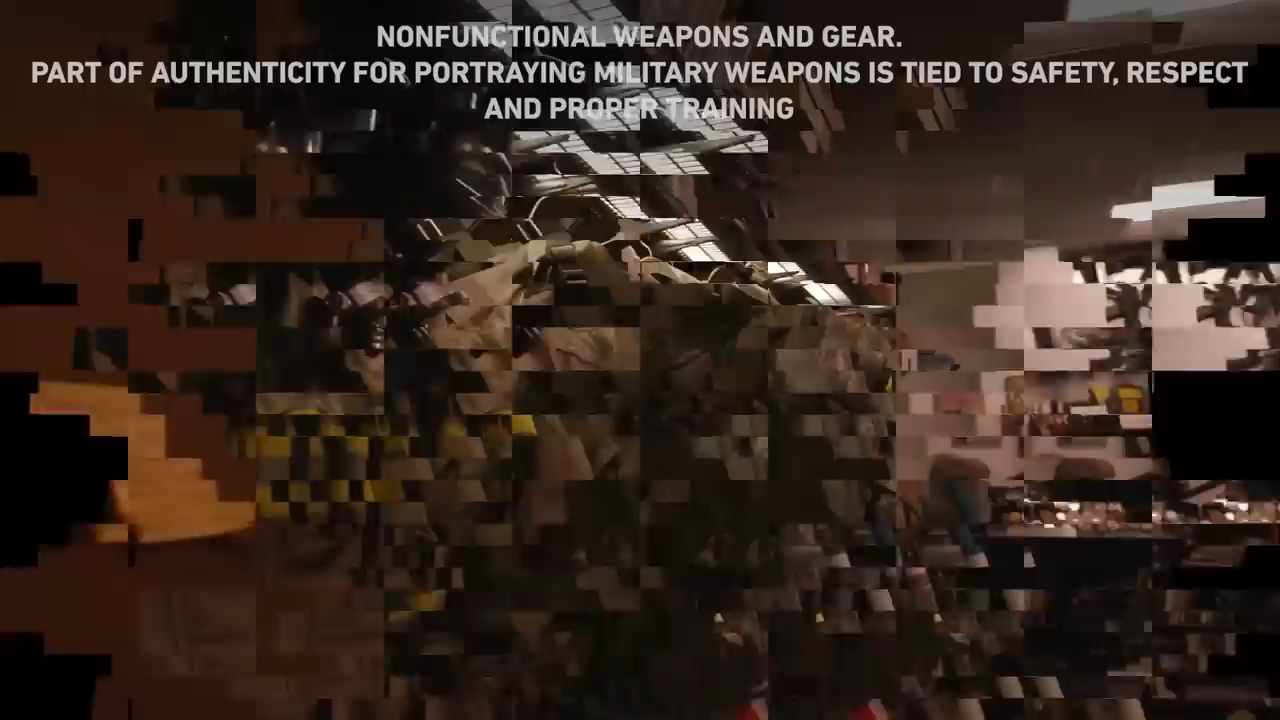 NONFUNCTIONAL WEAPONS AND GEAR.
PART OF AUTHENTICITY FOR PORTRAYING MILITARY WEAPONS IS TIED TO SAFETY, RESPECT
AND PROPER TRAINING